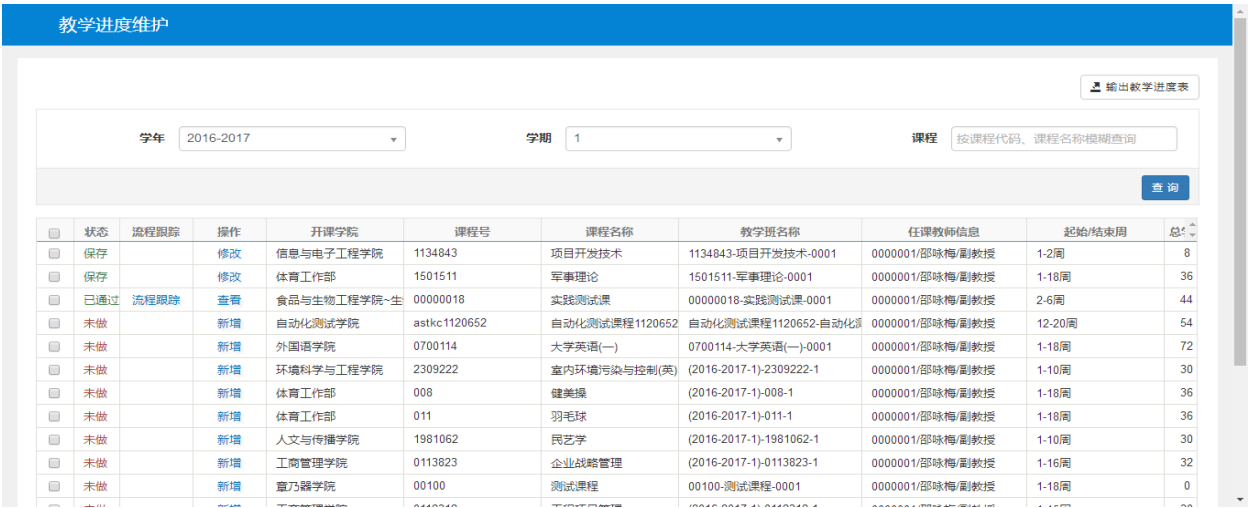 教学进度维护
输出教学进度表
学年 2016-2017 学期 1 课程 按课程代码、课程名称模糊查询
查 询
状态 流程跟踪 操作 开课学院 课程号 课程名称 教学班名称 任课教师信息 起始/结束周
保存 修改 信息与电子工程学院 1134843 项目开发技术 1134843-项目开发技术-0001 0000001/邵咏梅/副教授 1-2周 8
保存 修改 体育工作部 1501511 军事理论 1501511-军事理论-0001 0000001/邵咏梅/副教授 1-18周 36
已通过 流程跟踪 查看 食品与生物工程学院~生 00000018 实践测试课 00000018-实践测试课-0001 0000001/邵咏梅/副教授 2-6周 44
未做 新增 自动化测试学院 astkc1120652 自动化测试课程1120652 自动化测试课程1120652-自动化测 0000001/邵咏梅/副教授 12-20周 54
未做 新增 外国语学院 0700114 大学英语(一) 0700114-大学英语(一)-0001 0000001/邵咏梅/副教授 1-18周 72
未做 新增 环境科学与工程学院 2309222 室内环境污染与控制(英) (2016-2017-1)-2309222-1 0000001/邵咏梅/副教授 1-10周 30
未做 新增 体育工作部 008 健美操 (2016-2017-1)-008-1 0000001/邵咏梅/副教授 1-18周 36
未做 新增 体育工作部 011 羽毛球 (2016-2017-1)-011-1 0000001/邵咏梅/副教授 1-18周 36
未做 新增 人文与传播学院 1981062 民艺学 (2016-2017-1)-1981062-1 0000001/邵咏梅/副教授 1-10周 30
未做 新增 工商管理学院 0113823 企业战略管理 (2016-2017-1)-0113823-1 0000001/邵咏梅/副教授 1-16周 32
未做 新增 章乃器学院 00100 测试课程 00100-测试课程-0001 0000001/邵咏梅/副教授 1-18周 0